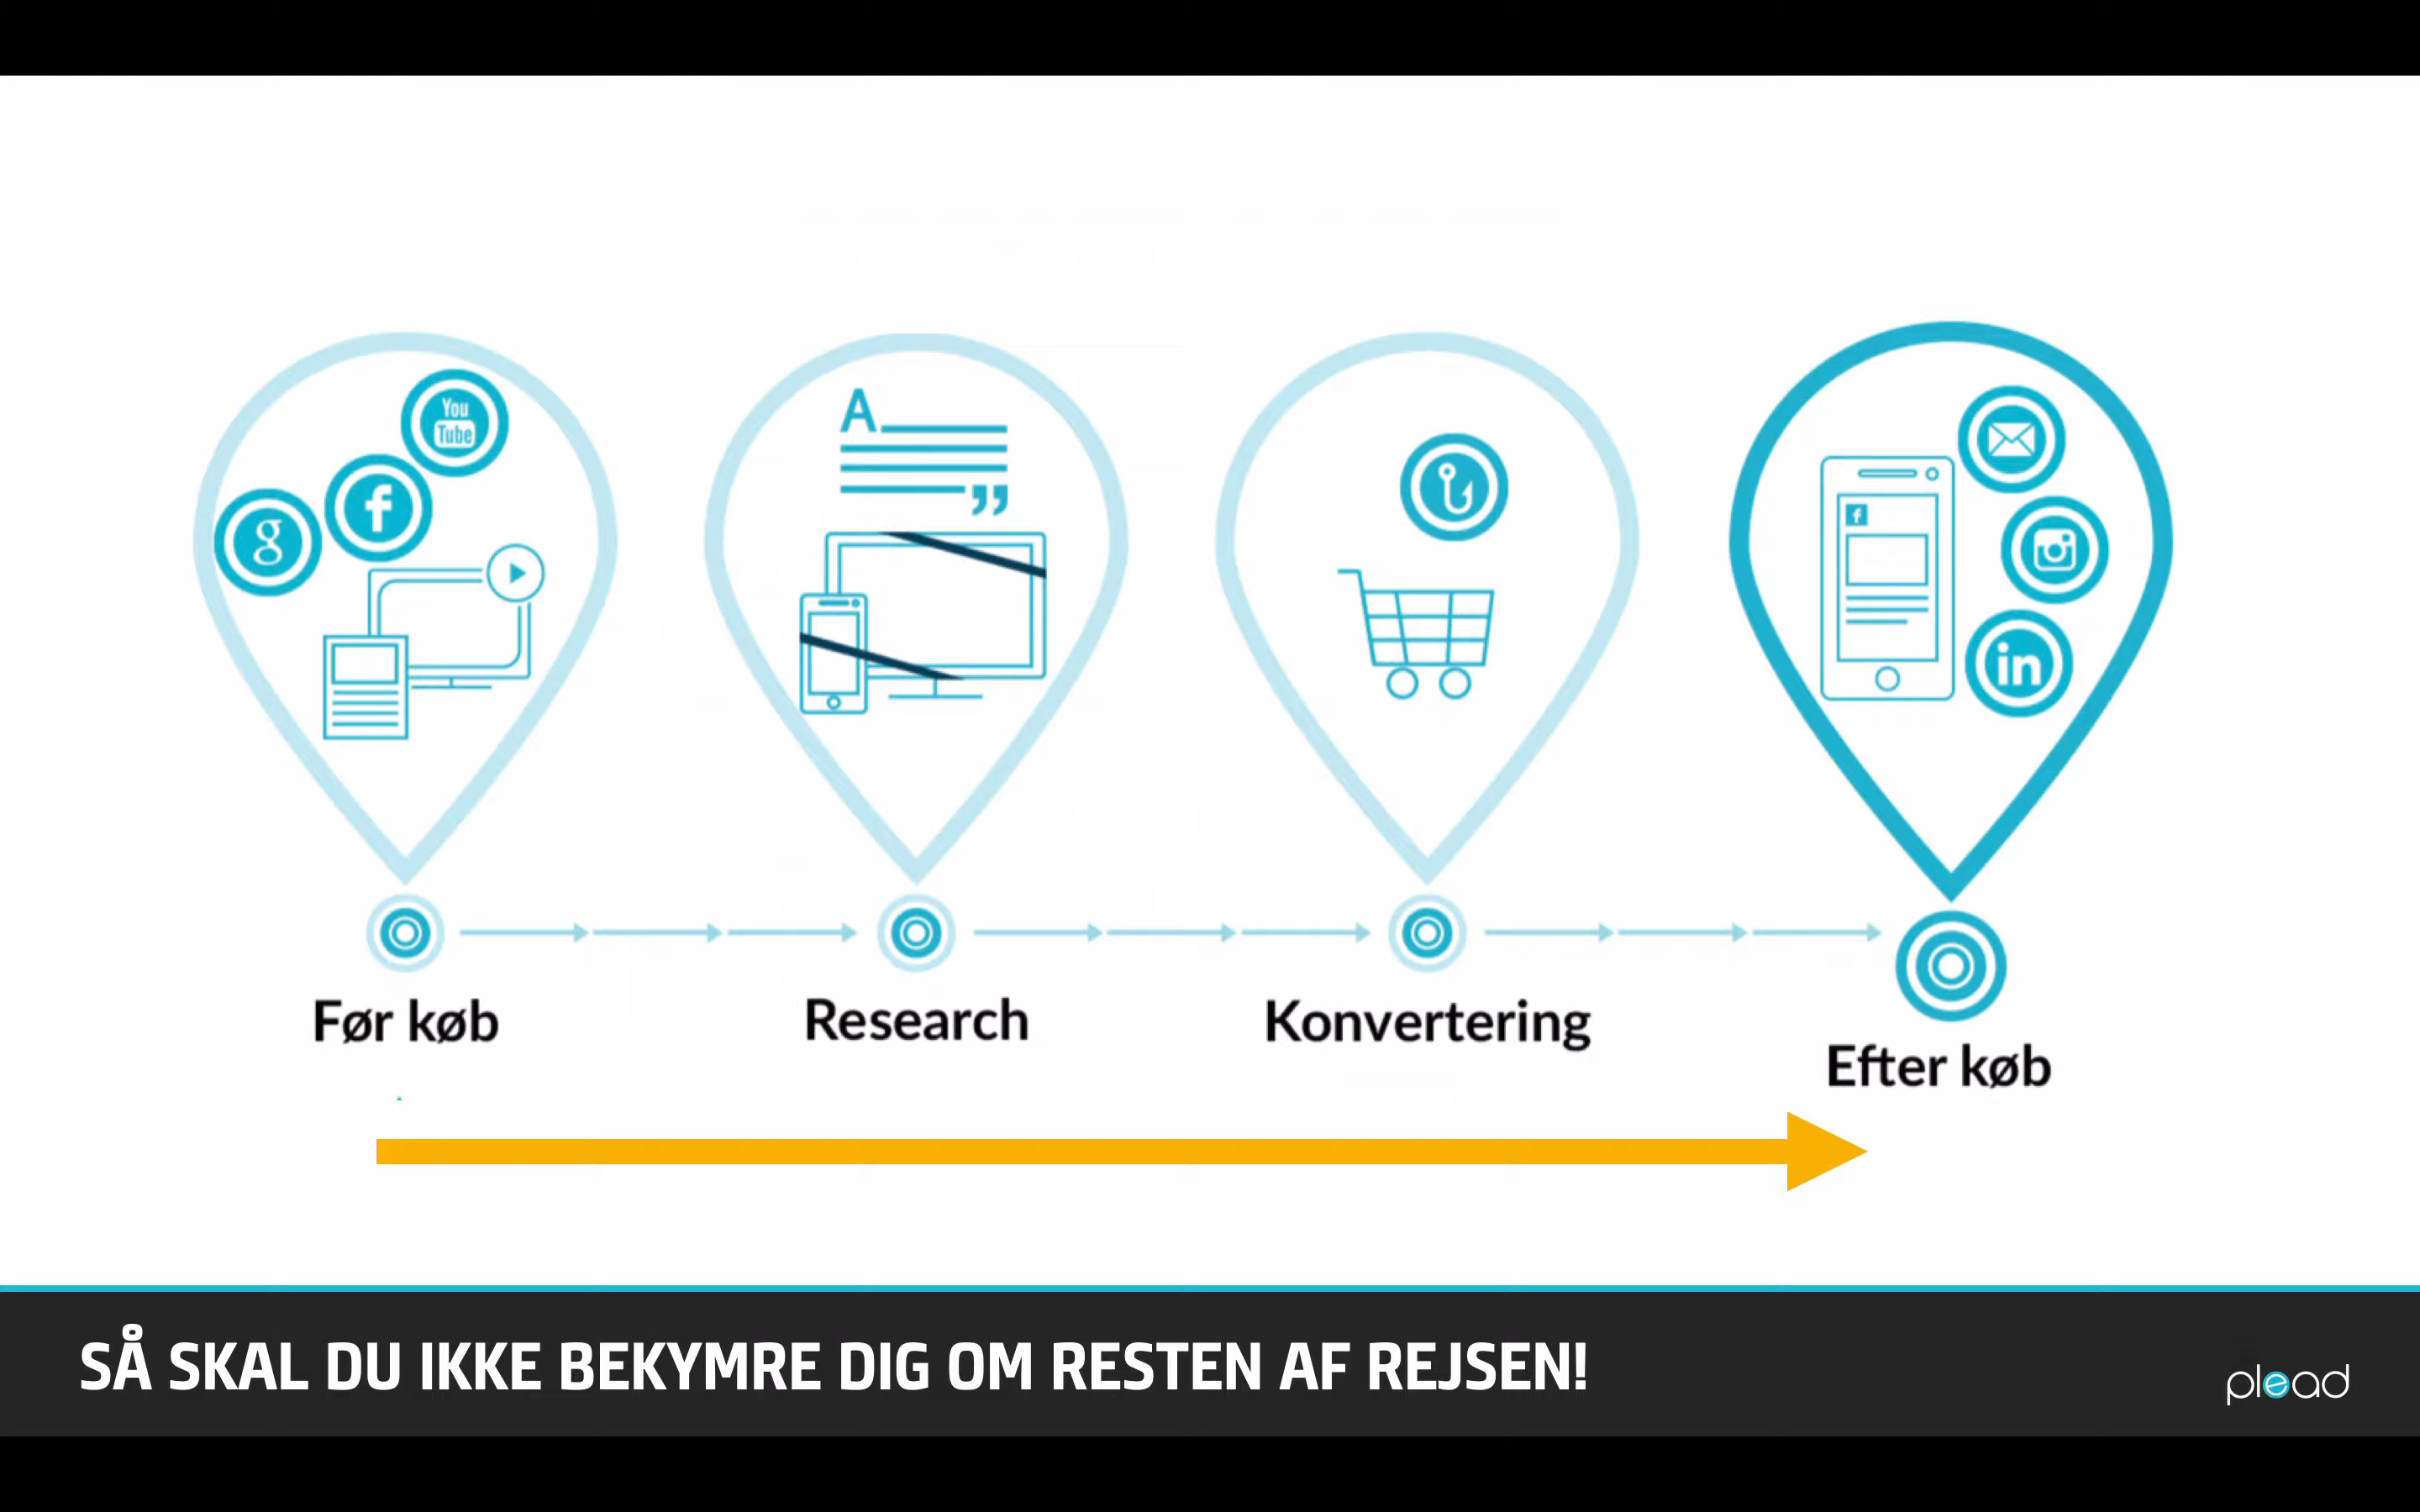 You
Tube
f
g
A
”
f
in
Før køb
Research
Konvertering
Efter køb
SÅ SKAL DU IKKE BEKYMRE DIG OM RESTEN AF REJSEN!
plead